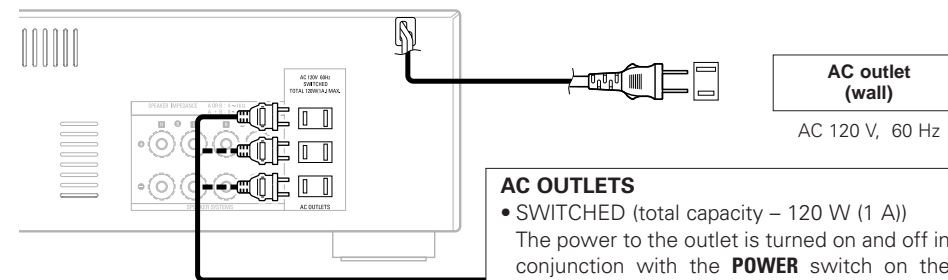 AC 120V 60Hz
SWITCHED
TOTAL 120W(1A) MAX.
SPEAKER IMPEDANCE
AC OUTLETS
SPEAKER SYSTEMS
AC outlet
(wall)
AC 120 V, 60 Hz
AC OUTLETS
• SWITCHED (total capacity – 120 W (1 A))
The power to the outlet is turned on and off in
conjunction with the POWER switch on the